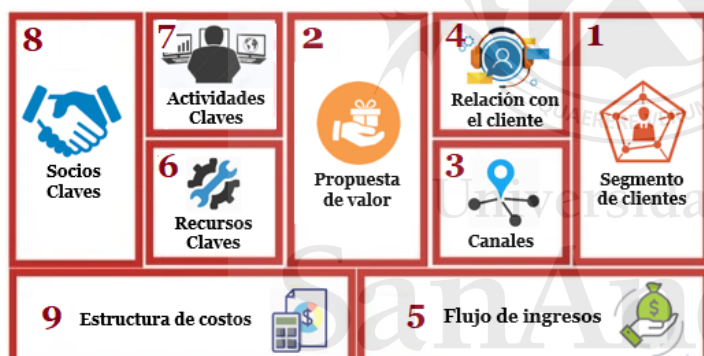 8
Socios
Claves
7
Actividades
Claves
6
Recursos
Claves
2
Propuesta
de valor
4
Relación con
el cliente
3
Canales
1
Segmento
de clientes
9 Estructura de costos
5 Flujo de ingresos